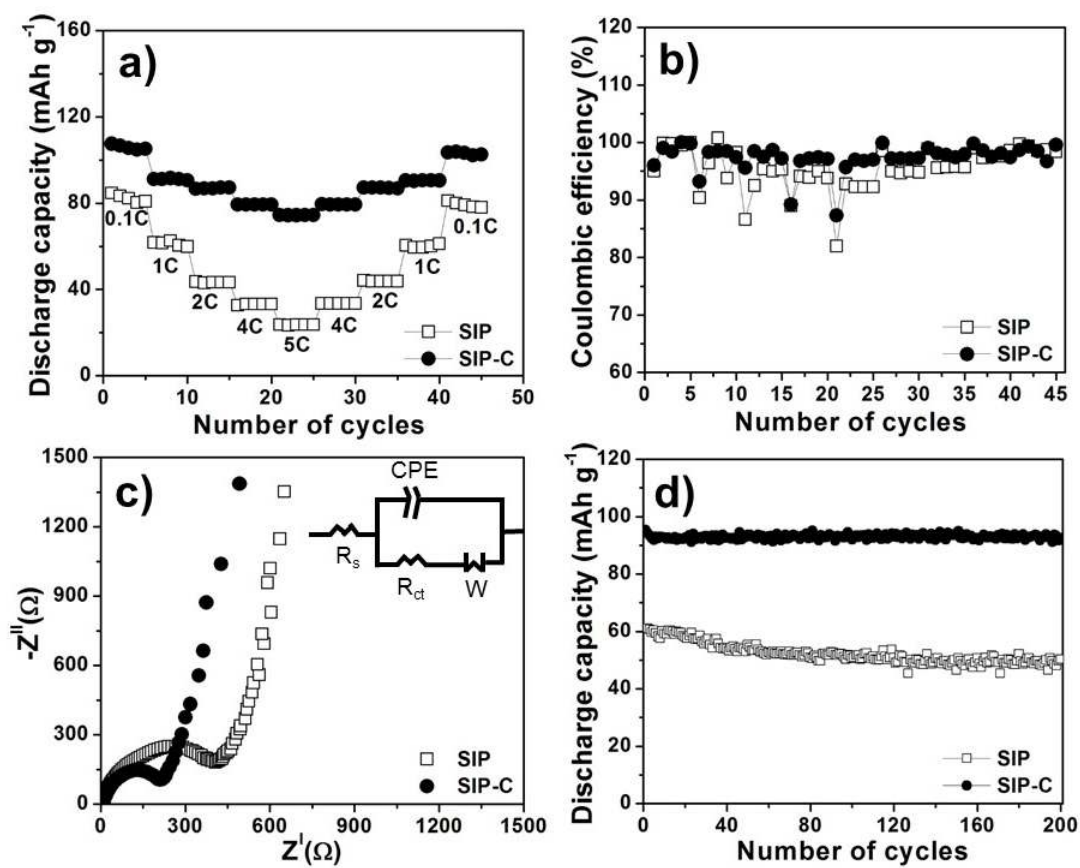 a)
Discharge capacity (mAh g⁻¹)
160
120
80
40
0
0.1C
1C
2C
4C
5C
4C
2C
1C
0.1C
SIP
SIP-C
0 10 20 30 40 50
Number of cycles
b)
Coulombic efficiency (%)
120
110
100
90
80
70
60
SIP
SIP-C
0 5 10 15 20 25 30 35 40 45
Number of cycles
c)
-Zᴵᴵ(Ω)
1500
1200
900
600
300
0
CPE
Rₛ
R_ct
W
SIP
SIP-C
0 300 600 900 1200 1500
Zᴵ(Ω)
d)
Discharge capacity (mAh g⁻¹)
120
100
80
60
40
20
0
SIP
SIP-C
0 40 80 120 160 200
Number of cycles